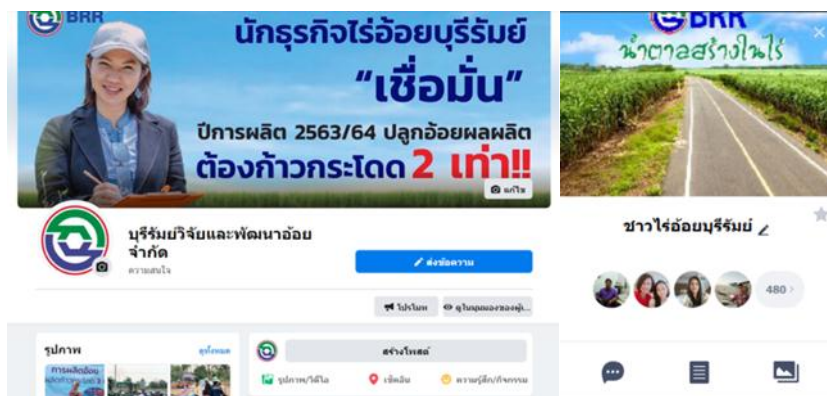 BRR
นักธุรกิจไร่อ้อยบุรีรัมย์
“เชื่อมั่น”
ปีการผลิต 2563/64 ปลูกอ้อยผลผลิต
ต้องก้าวกระโดด 2 เท่า!!
แก้ไข
บุรีรัมย์วิจัยและพัฒนาอ้อย
จำกัด
ความสนใจ
ส่งข้อความ
โปรโมท
ดูในมุมมองของผู้...
รูปภาพ
ดูทั้งหมด
สร้างโพสต์
รูปภาพ/วิดีโอ
เช็คอิน
ความรู้สึก/กิจกรรม
BRR
น้ำตาลสร้างในไร่
ชาวไร่อ้อยบุรีรัมย์
480 >